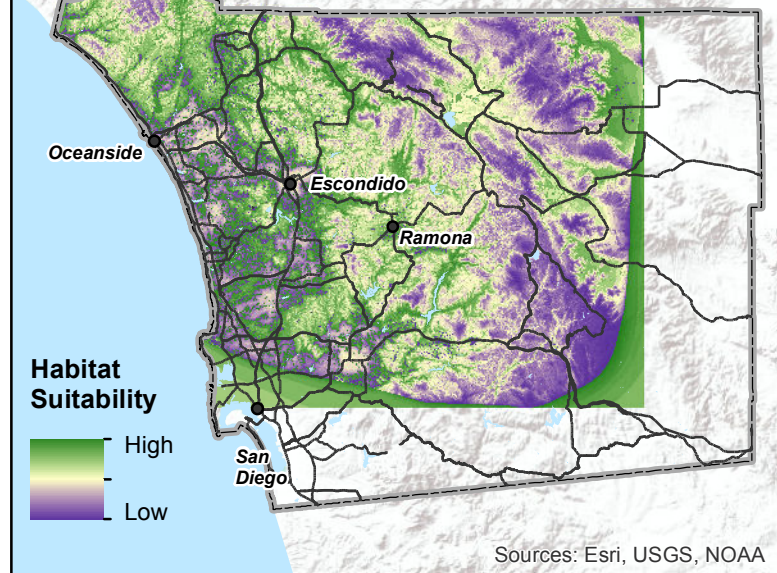 Oceanside
Escondido
Ramona
Habitat
Suitability
High
Low
San
Diego
Sources: Esri, USGS, NOAA